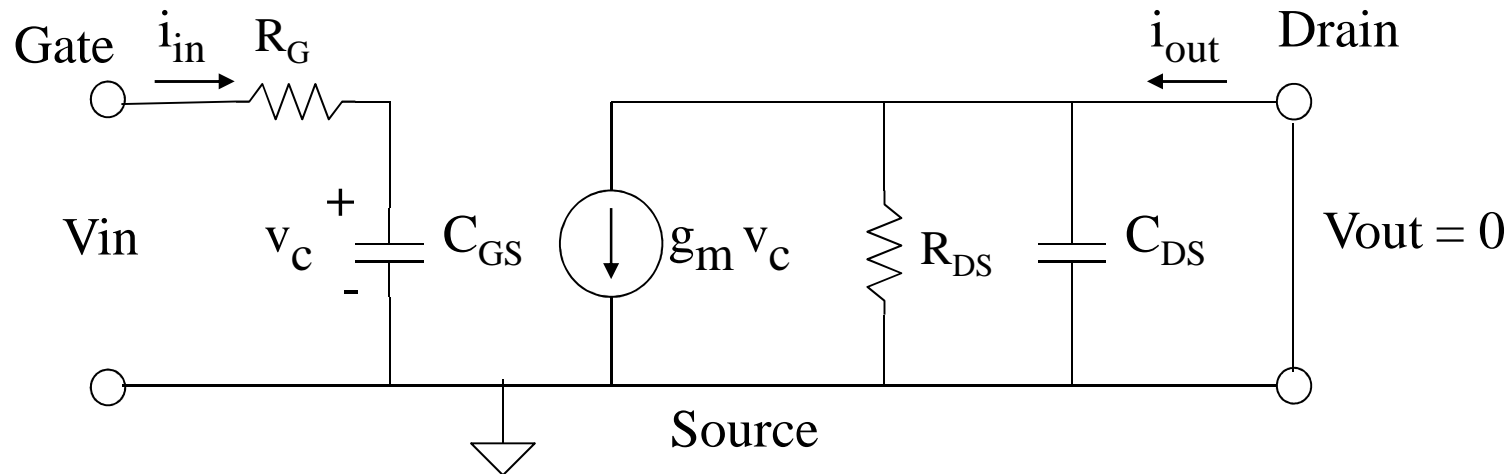 Gate i_in R_G i_out Drain
Vin + v_c - C_GS g_m v_c R_DS C_DS Vout = 0
Source